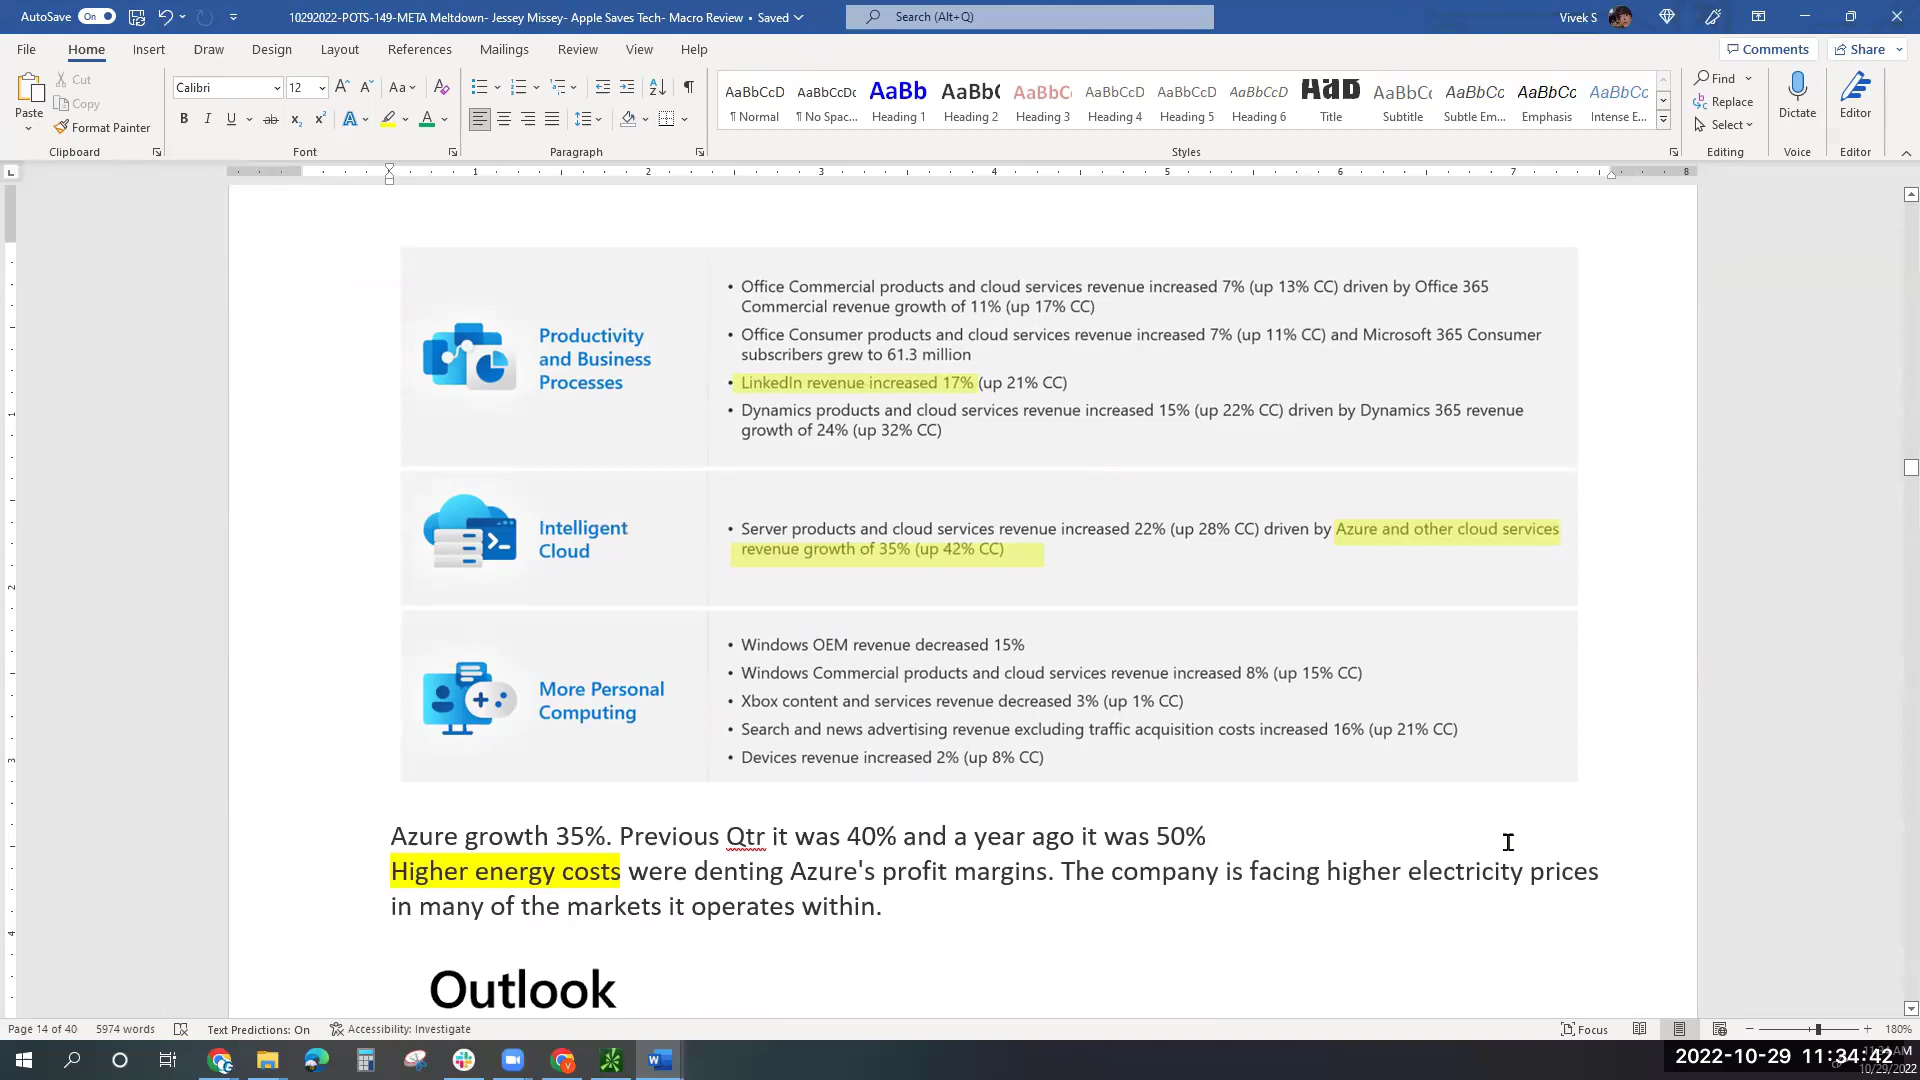 AutoSave On 10292022-POTS-149-META Meltdown- Jessey Missey- Apple Saves Tech- Macro Review • Saved Search (Alt+Q) Vivek S
File Home Insert Draw Design Layout References Mailings Review View Help Comments Share
Paste Cut Copy Format Painter
Calibri 12 Aa
AaBbCcD AaBbCcDc AaBb AaBbC AaBbCc AaBbCcD AaBbCcD AaBbCcD AaB AaBbCcD AaBbCcD AaBbCc AaBbCc
¶ Normal ¶ No Spac... Heading 1 Heading 2 Heading 3 Heading 4 Heading 5 Heading 6 Title Subtitle Subtle Em... Emphasis Intense E...
Find Replace Select Dictate Editor
Clipboard Font Paragraph Styles Editing Voice Editor
1 2 3 4 5 6 7 8
Productivity
and Business
Processes
• Office Commercial products and cloud services revenue increased 7% (up 13% CC) driven by Office 365
Commercial revenue growth of 11% (up 17% CC)
• Office Consumer products and cloud services revenue increased 7% (up 11% CC) and Microsoft 365 Consumer
subscribers grew to 61.3 million
• LinkedIn revenue increased 17% (up 21% CC)
• Dynamics products and cloud services revenue increased 15% (up 22% CC) driven by Dynamics 365 revenue
growth of 24% (up 32% CC)
Intelligent
Cloud
• Server products and cloud services revenue increased 22% (up 28% CC) driven by Azure and other cloud services
revenue growth of 35% (up 42% CC)
More Personal
Computing
• Windows OEM revenue decreased 15%
• Windows Commercial products and cloud services revenue increased 8% (up 15% CC)
• Xbox content and services revenue decreased 3% (up 1% CC)
• Search and news advertising revenue excluding traffic acquisition costs increased 16% (up 21% CC)
• Devices revenue increased 2% (up 8% CC)
Azure growth 35%. Previous Qtr it was 40% and a year ago it was 50%
Higher energy costs were denting Azure's profit margins. The company is facing higher electricity prices
in many of the markets it operates within.
Outlook
Page 14 of 40 5974 words Text Predictions: On Accessibility: Investigate Focus 180%
2022-10-29 11:34:42